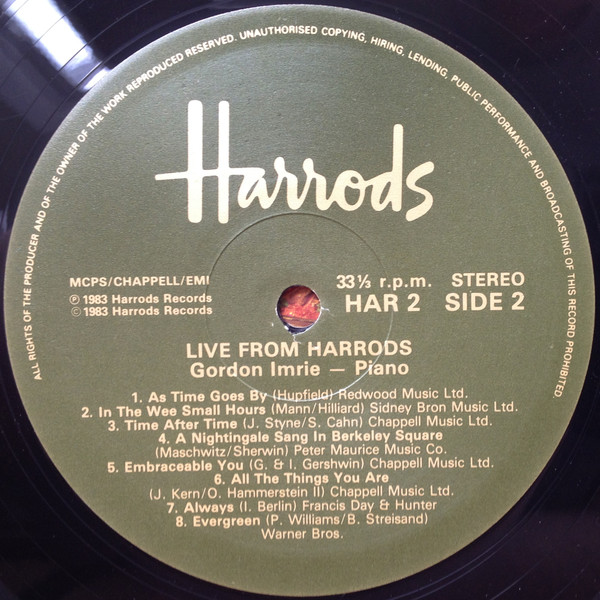 ALL RIGHTS OF THE PRODUCER AND OF THE OWNER OF THE WORK REPRODUCED RESERVED. UNAUTHORISED COPYING, HIRING, LENDING, PUBLIC PERFORMANCE AND BROADCASTING OF THIS RECORD PROHIBITED
Harrods
MCPS/CHAPPELL/EMI
℗ 1983 Harrods Records
© 1983 Harrods Records
33⅓ r.p.m. STEREO
HAR 2 SIDE 2
LIVE FROM HARRODS
Gordon Imrie — Piano
1. As Time Goes By (Hupfield) Redwood Music Ltd.
2. In The Wee Small Hours (Mann/Hilliard) Sidney Bron Music Ltd.
3. Time After Time (J. Styne/S. Cahn) Chappell Music Ltd.
4. A Nightingale Sang In Berkeley Square
(Maschwitz/Sherwin) Peter Maurice Music Co.
5. Embraceable You (G. & I. Gershwin) Chappell Music Ltd.
6. All The Things You Are
(J. Kern/O. Hammerstein II) Chappell Music Ltd.
7. Always (I. Berlin) Francis Day & Hunter
8. Evergreen (P. Williams/B. Streisand)
Warner Bros.